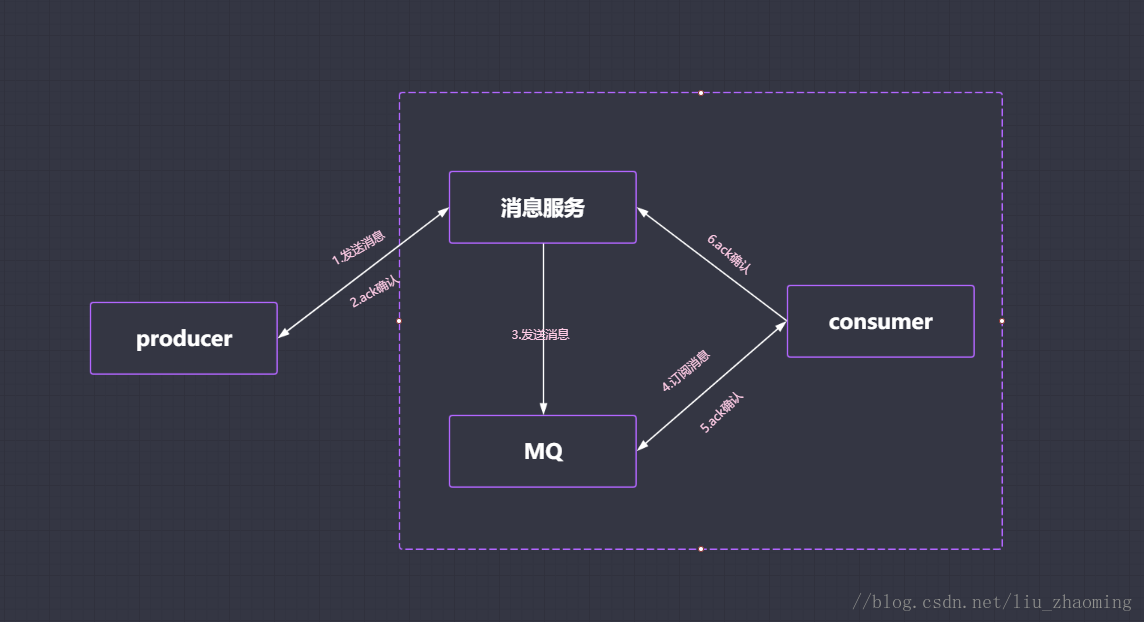 消息服务
1.发送消息
2.ack确认
6.ack确认
producer
consumer
3.发送消息
4.订阅消息
5.ack确认
MQ
//blog.csdn.net/liu_zhaoming